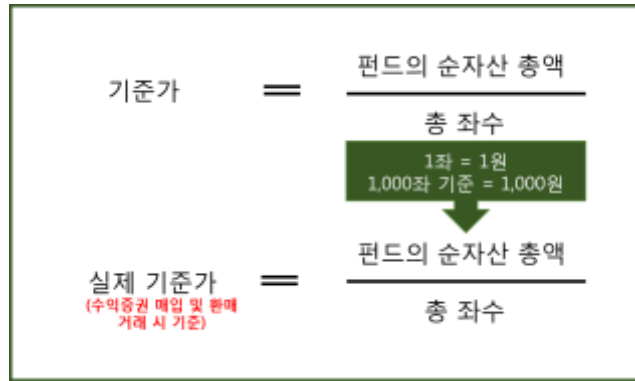 펀드의 순자산 총액
기준가 =
총 좌수
1좌 = 1원
1,000좌 기준 = 1,000원
펀드의 순자산 총액
실제 기준가 =
(수익증권 매입 및 환매
거래 시 기준)
총 좌수